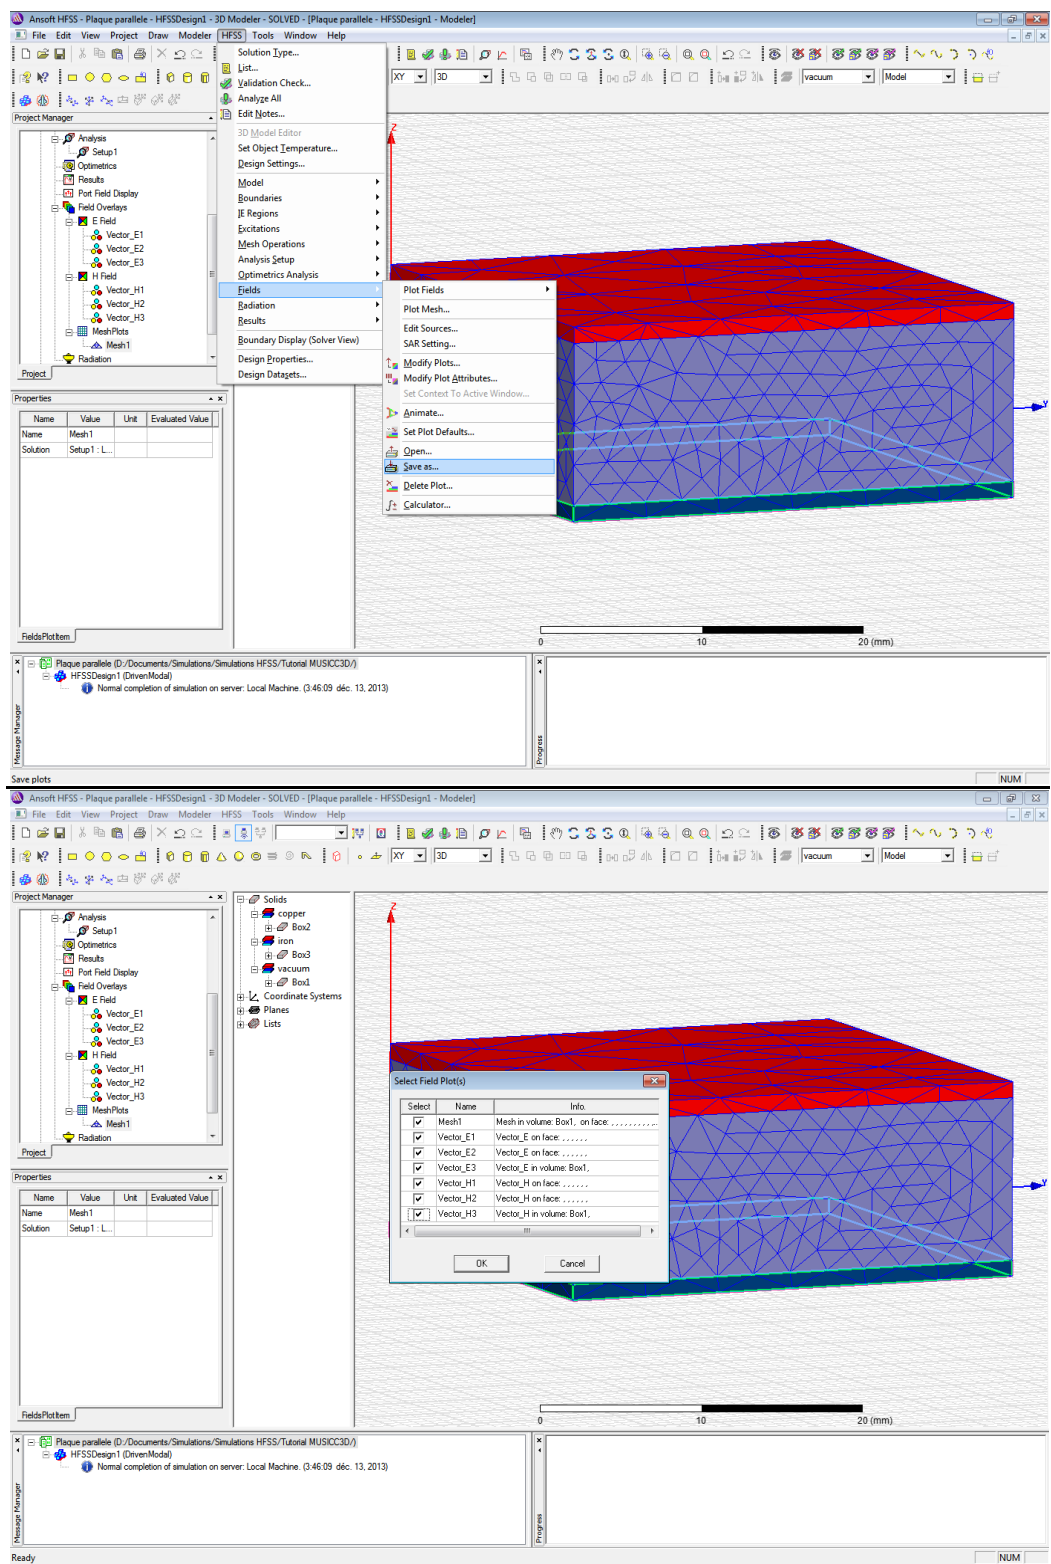 Ansoft HFSS - Plaque parallele - HFSSDesign1 - 3D Modeler - SOLVED - [Plaque parallele - HFSSDesign1 - Modeler]
File Edit View Project Draw Modeler HFSS Tools Window Help
Solution Type...
List...
Validation Check...
Analyze All
Edit Notes...
3D Model Editor
Set Object Temperature...
Design Settings...
Model
Boundaries
IE Regions
Excitations
Mesh Operations
Analysis Setup
Optimetrics Analysis
Fields
Radiation
Results
Boundary Display (Solver View)
Design Properties...
Design Datasets...
Plot Fields
Plot Mesh...
Edit Sources...
SAR Setting...
Modify Plots...
Modify Plot Attributes...
Set Context To Active Window...
Animate...
Set Plot Defaults...
Open...
Save as...
Delete Plot...
Calculator...
XY
3D
vacuum
Model
Project Manager
Analysis
Setup1
Optimetrics
Results
Port Field Display
Field Overlays
E Field
Vector_E1
Vector_E2
Vector_E3
H Field
Vector_H1
Vector_H2
Vector_H3
MeshPlots
Mesh1
Radiation
Project
Properties
Name Value Unit Evaluated Value
Name Mesh1
Solution Setup1 : L...
FieldsPlotItem
Z
Y
0 10 20 (mm)
Plaque parallele (D:/Documents/Simulations/Simulations HFSS/Tutorial MUSICC3D/)
HFSSDesign1 (DrivenModal)
Normal completion of simulation on server: Local Machine. (3:46:09 déc. 13, 2013)
Message Manager
Progress
Save plots
NUM
Ansoft HFSS - Plaque parallele - HFSSDesign1 - 3D Modeler - SOLVED - [Plaque parallele - HFSSDesign1 - Modeler]
File Edit View Project Draw Modeler HFSS Tools Window Help
XY
3D
vacuum
Model
Project Manager
Analysis
Setup1
Optimetrics
Results
Port Field Display
Field Overlays
E Field
Vector_E1
Vector_E2
Vector_E3
H Field
Vector_H1
Vector_H2
Vector_H3
MeshPlots
Mesh1
Radiation
Project
Solids
copper
Box2
iron
Box3
vacuum
Box1
Coordinate Systems
Planes
Lists
Properties
Name Value Unit Evaluated Value
Name Mesh1
Solution Setup1 : L...
FieldsPlotItem
Z
Y
Select Field Plot(s)
Select Name Info.
Mesh1 Mesh in volume: Box1, on face: , , , , , , , , , , ...
Vector_E1 Vector_E on face: , , , , , ,
Vector_E2 Vector_E on face: , , , , , ,
Vector_E3 Vector_E in volume: Box1,
Vector_H1 Vector_H on face: , , , , , ,
Vector_H2 Vector_H on face: , , , , , ,
Vector_H3 Vector_H in volume: Box1,
OK Cancel
0 10 20 (mm)
Plaque parallele (D:/Documents/Simulations/Simulations HFSS/Tutorial MUSICC3D/)
HFSSDesign1 (DrivenModal)
Normal completion of simulation on server: Local Machine. (3:46:09 déc. 13, 2013)
Message Manager
Progress
Ready
NUM